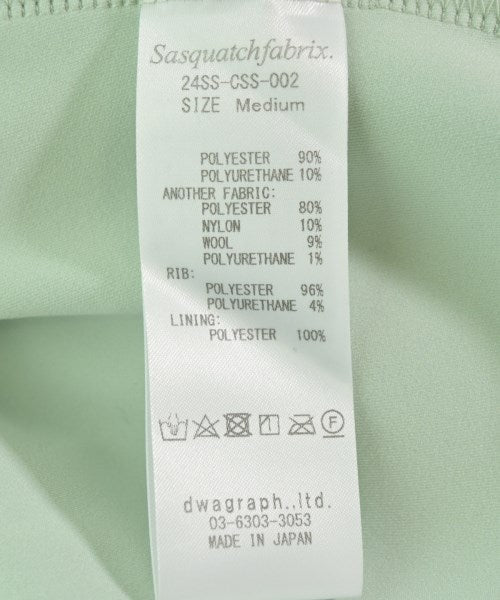 Sasquatchfabrix.
24SS-CSS-002
SIZE Medium
POLYESTER 90%
POLYURETHANE 10%
ANOTHER FABRIC:
POLYESTER 80%
NYLON 10%
WOOL 9%
POLYURETHANE 1%
RIB:
POLYESTER 96%
POLYURETHANE 4%
LINING:
POLYESTER 100%
F
dwagraph.,ltd.
03-6303-3053
MADE IN JAPAN